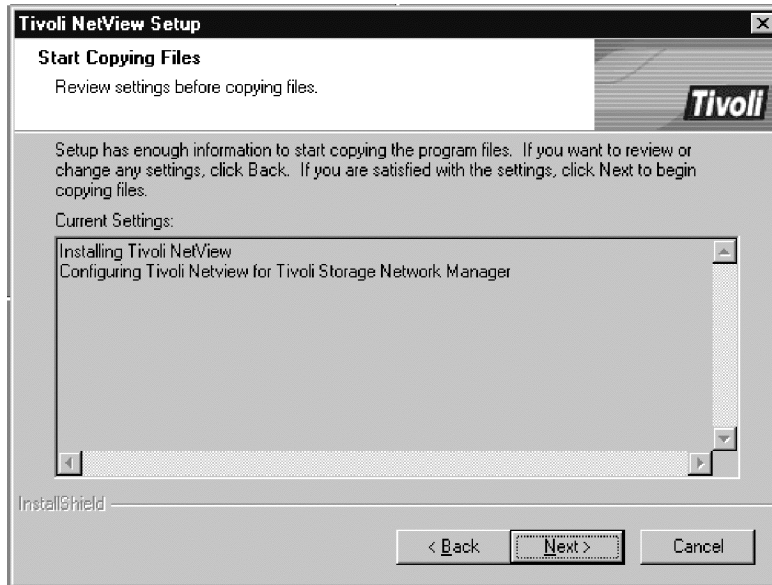 Tivoli NetView Setup
Start Copying Files
Review settings before copying files.
Tivoli
Setup has enough information to start copying the program files. If you want to review or
change any settings, click Back. If you are satisfied with the settings, click Next to begin
copying files.
Current Settings:
Installing Tivoli NetView
Configuring Tivoli Netview for Tivoli Storage Network Manager
InstallShield
< Back
Next >
Cancel